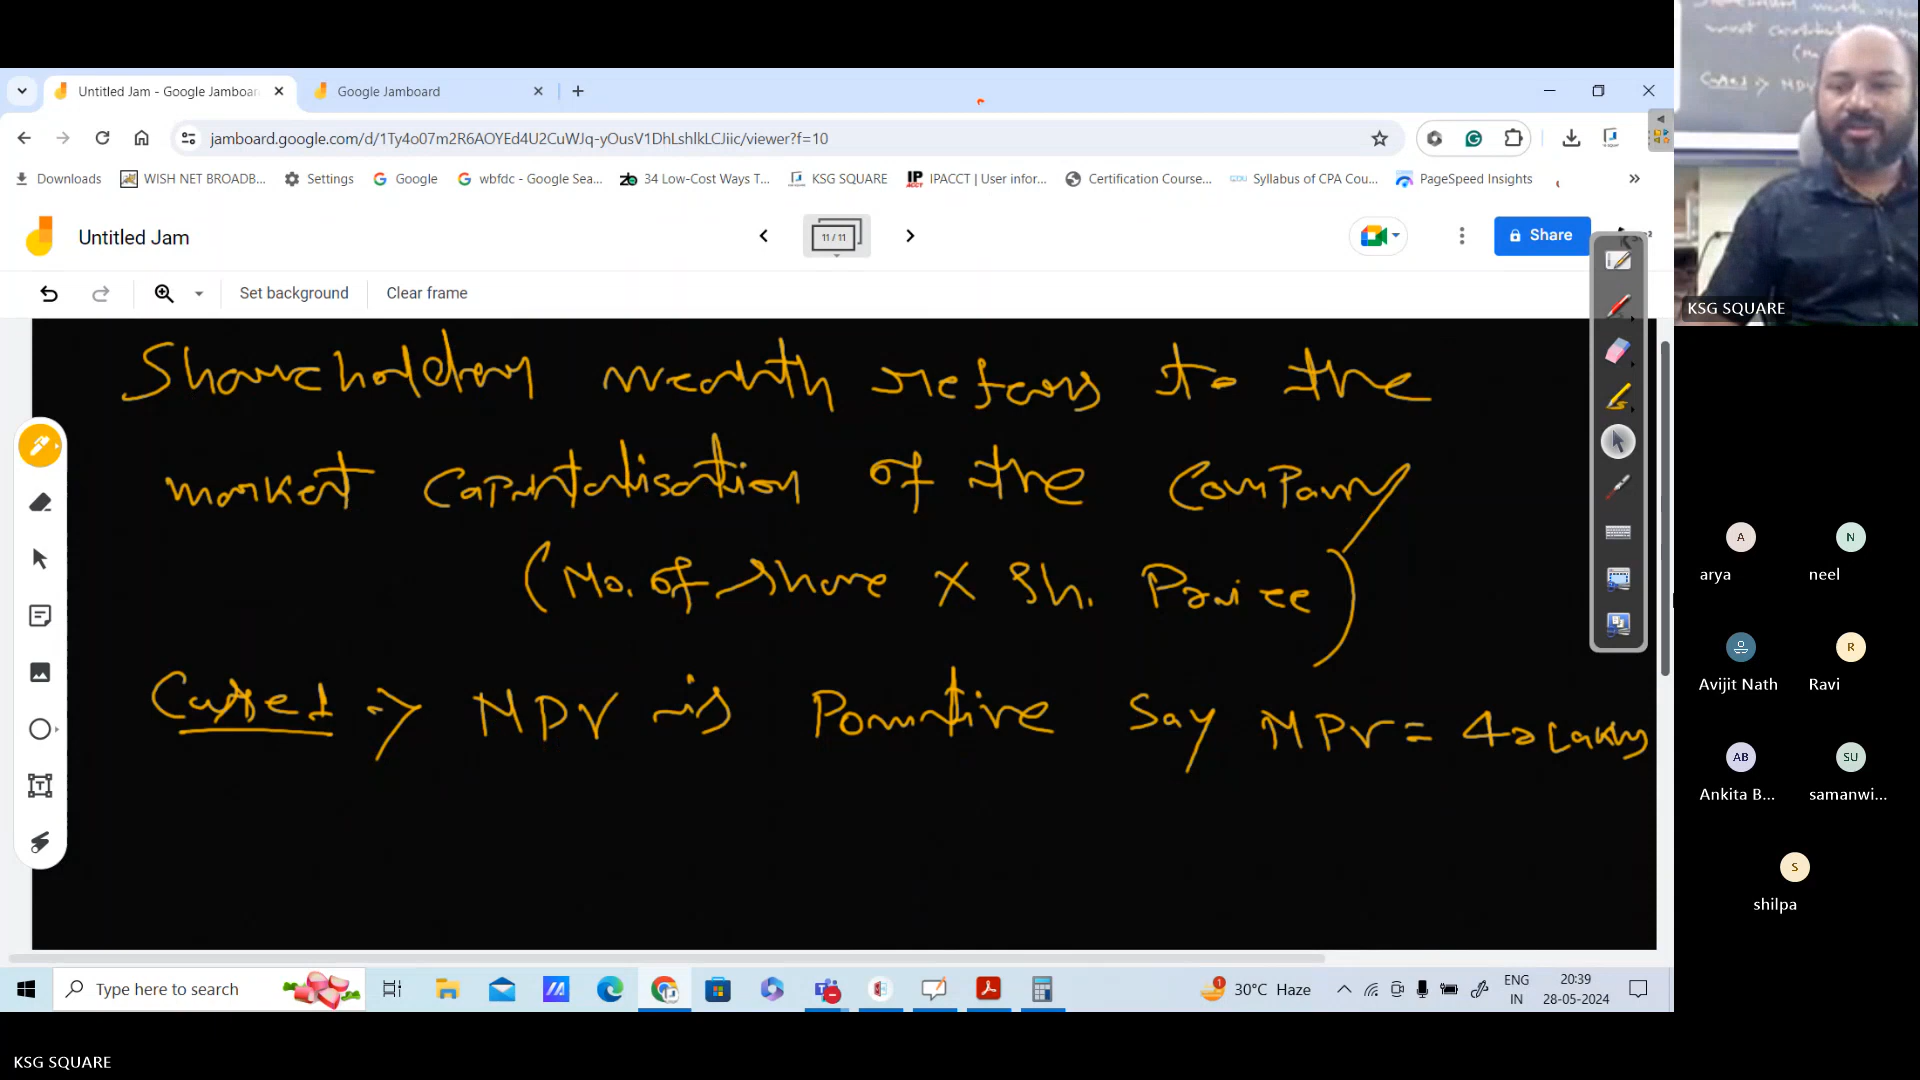 Untitled Jam - Google Jamboar
Google Jamboard
jamboard.google.com/d/1Ty4o07m2R6AOYEd4U2CuWJq-yOusV1DhLshlkLCJiic/viewer?f=10
Downloads
WISH NET BROADB...
Settings
Google
wbfdc - Google Sea...
34 Low-Cost Ways T...
KSG SQUARE
IPACCT | User infor...
Certification Course...
Syllabus of CPA Cou...
PageSpeed Insights
Untitled Jam
11 / 11
Share
Set background
Clear frame
Shareholders wealth refers to the
market capitalisation of the Company
(No. of share X Sh. Price)
Case 1 => NPV is Positive Say NPV = 40 Lakhs
Type here to search
30°C Haze
ENG
IN
20:39
28-05-2024
KSG SQUARE
arya
neel
Avijit Nath
Ravi
Ankita B...
samanwi...
shilpa
A
N
R
AB
SU
S
KSG SQUARE